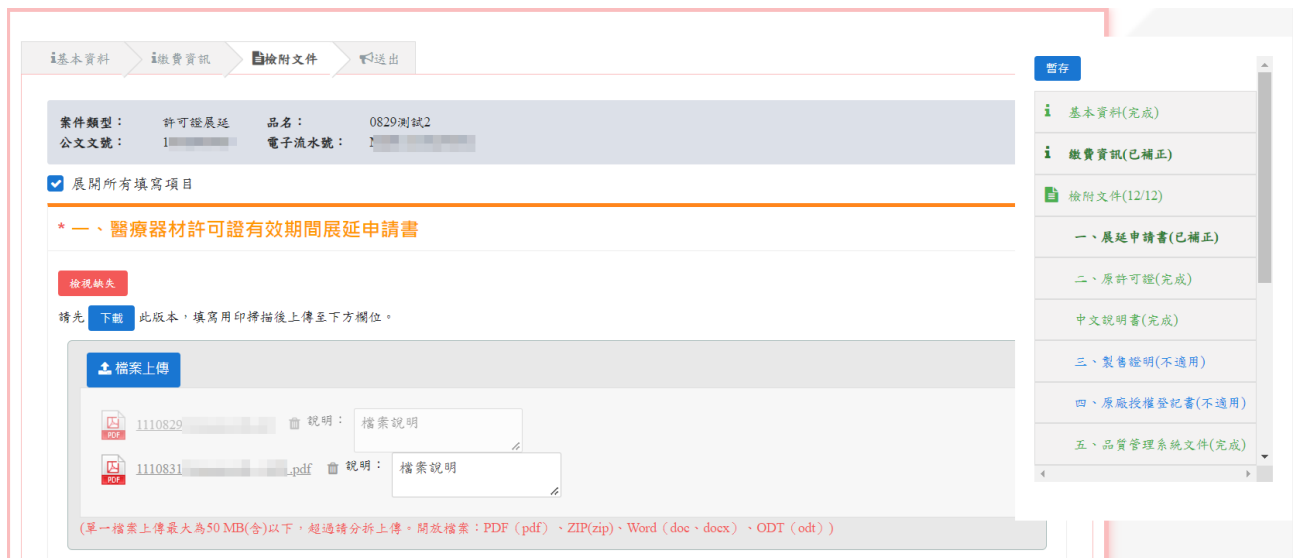 基本資料 繳費資訊 檢附文件 送出
案件類型： 許可證展延 品名： 0829測試2
公文文號： 1 電子流水號：
展開所有填寫項目
* 一、醫療器材許可證有效期間展延申請書
檢視缺失
請先 下載 此版本，填寫用印掃描後上傳至下方欄位。
檔案上傳
1110829 說明： 檔案說明
1110831 .pdf 說明： 檔案說明
(單一檔案上傳最大為50 MB(含)以下，超過請分拆上傳。開放檔案：PDF（pdf）、ZIP(zip)、Word（doc、docx）、ODT（odt）)
暫存
基本資料(完成)
繳費資訊(已補正)
檢附文件(12/12)
一、展延申請書(已補正)
二、原許可證(完成)
中文說明書(完成)
三、製售證明(不適用)
四、原廠授權登記書(不適用)
五、品質管理系統文件(完成)